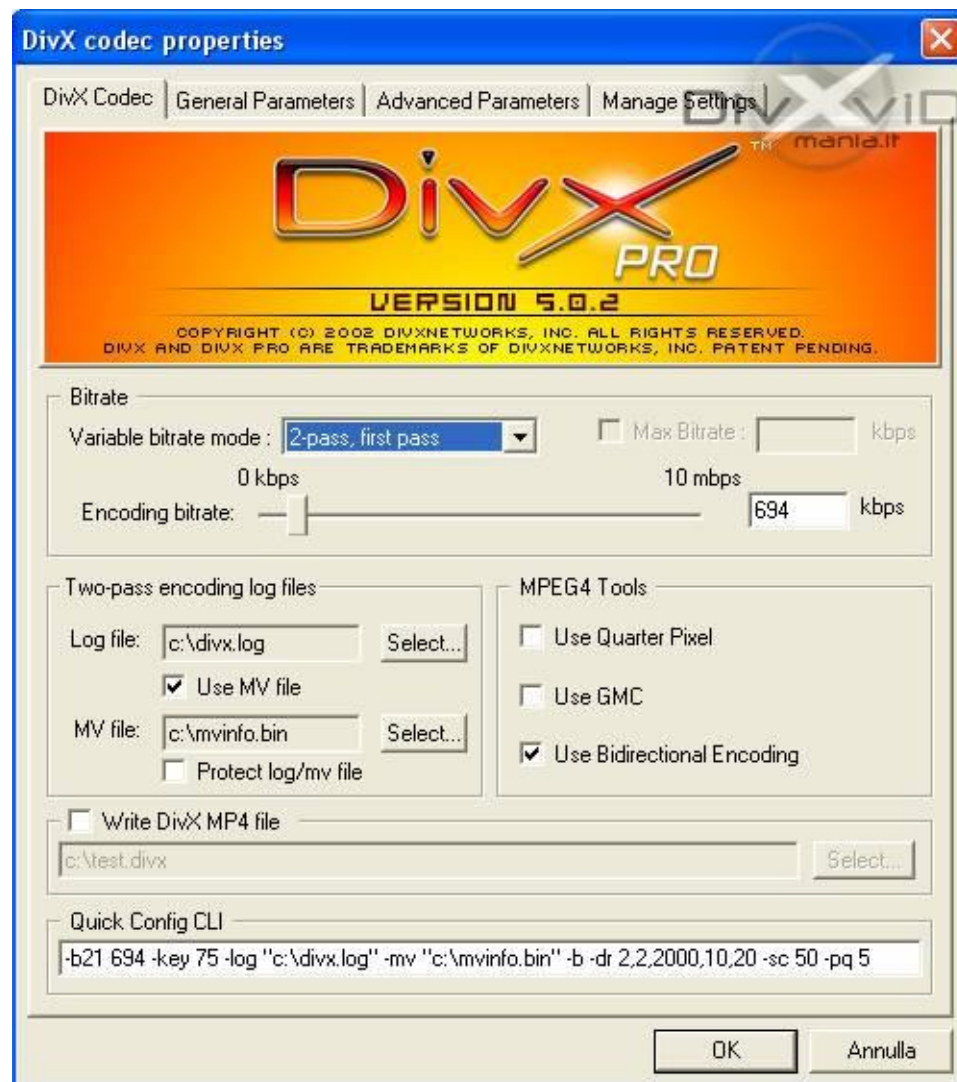 DivX codec properties
DivX Codec General Parameters Advanced Parameters Manage Settings
DivXviD
mania.it
DivX™
PRO
VERSION 5.0.2
COPYRIGHT (C) 2002 DIVXNETWORKS, INC. ALL RIGHTS RESERVED.
DIVX AND DIVX PRO ARE TRADEMARKS OF DIVXNETWORKS, INC. PATENT PENDING.
Bitrate
Variable bitrate mode : 2-pass, first pass Max Bitrate : kbps
0 kbps 10 mbps
Encoding bitrate: 694 kbps
Two-pass encoding log files
Log file: c:\divx.log Select...
Use MV file
MV file: c:\mvinfo.bin Select...
Protect log/mv file
MPEG4 Tools
Use Quarter Pixel
Use GMC
Use Bidirectional Encoding
Write DivX MP4 file
c:\test.divx Select...
Quick Config CLI
-b21 694 -key 75 -log "c:\divx.log" -mv "c:\mvinfo.bin" -b -dr 2,2,2000,10,20 -sc 50 -pq 5
OK Annulla